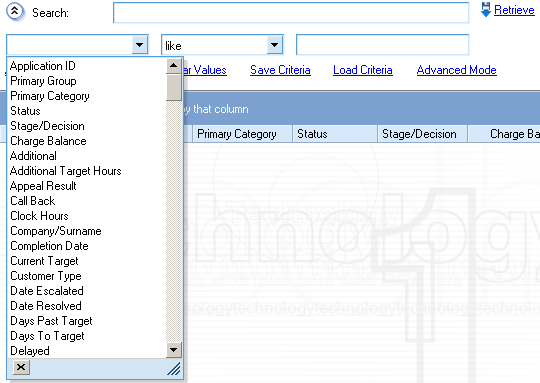 Search:
Retrieve
like
ar Values
Save Criteria
Load Criteria
Advanced Mode
y that column
Primary Category
Status
Stage/Decision
Charge Ba
Application ID
Primary Group
Primary Category
Status
Stage/Decision
Charge Balance
Additional
Additional Target Hours
Appeal Result
Call Back
Clock Hours
Company/Surname
Completion Date
Current Target
Customer Type
Date Escalated
Date Resolved
Days Past Target
Days To Target
Delayed
chnology
technologytechnologytechnologytechno